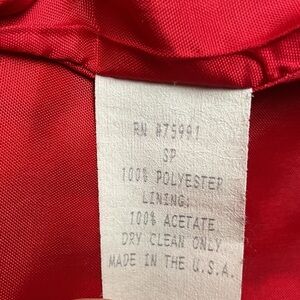 RN #75991
SP
100% POLYESTER
LINING:
100% ACETATE
DRY CLEAN ONLY
MADE IN THE U.S.A.